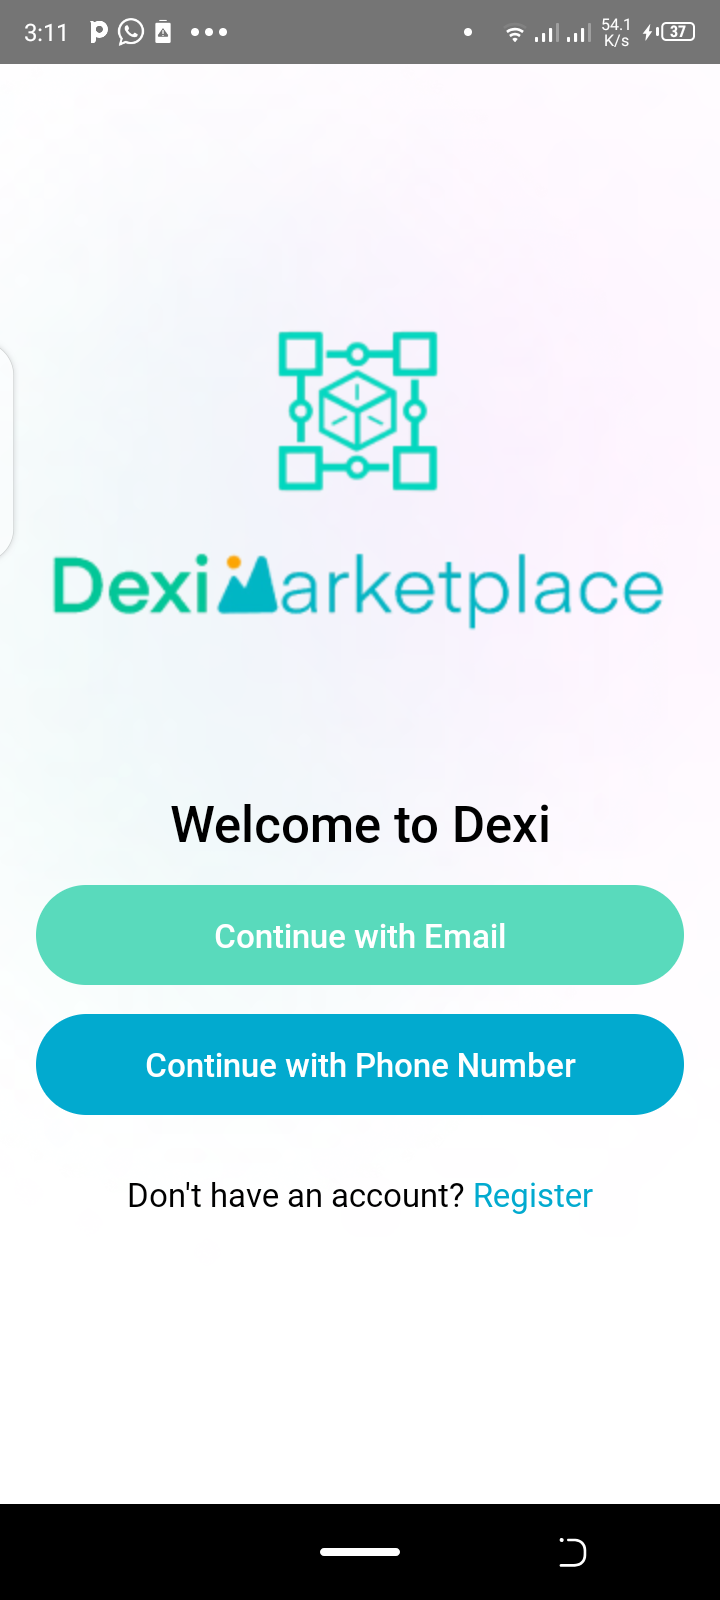 3:11
54.1
K/s
37
DexiMarketplace
Welcome to Dexi
Continue with Email
Continue with Phone Number
Don't have an account? Register